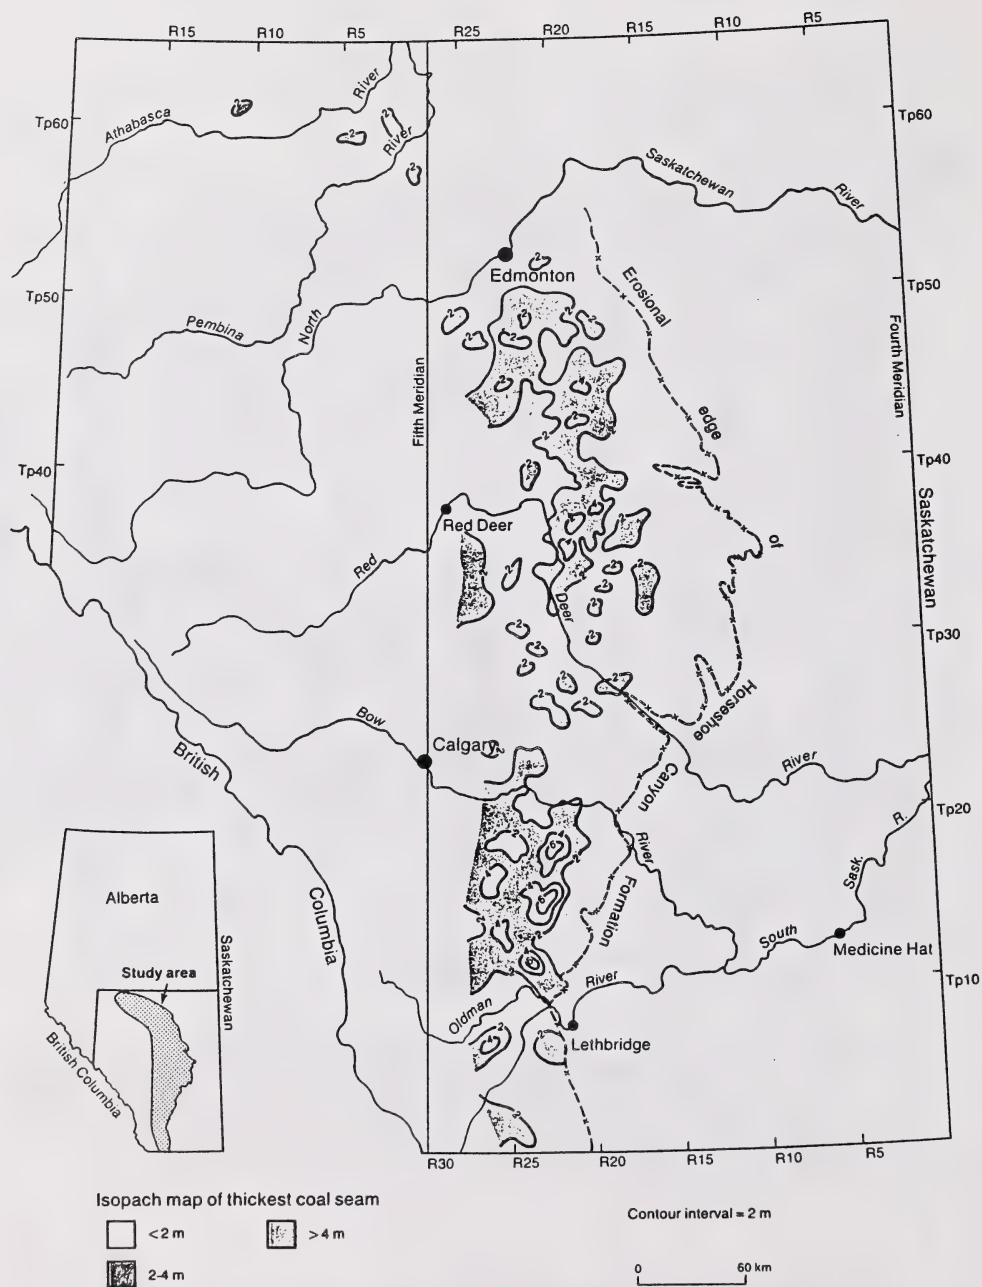 R15 R10 R5 R25 R20 R15 R10 R5
Tp60
Athabasca
River
River
Tp60
Saskatchewan
River
Edmonton
Erosional
edge
of
Horseshoe
Canyon
Formation
Tp50
Tp50
Pembina
North
Fifth Meridian
Fourth Meridian
Tp40
Tp40
Saskatchewan
Red Deer
Red
Deer
River
Tp30
Bow
Calgary
River
British
Columbia
Tp20
R.
Sask.
South
Medicine Hat
Tp10
Oldman
River
Lethbridge
R30 R25 R20 R15 R10 R5
Alberta
Saskatchewan
Study area
British Columbia
Isopach map of thickest coal seam
<2 m
>4 m
2-4 m
Contour interval = 2 m
0 60 km